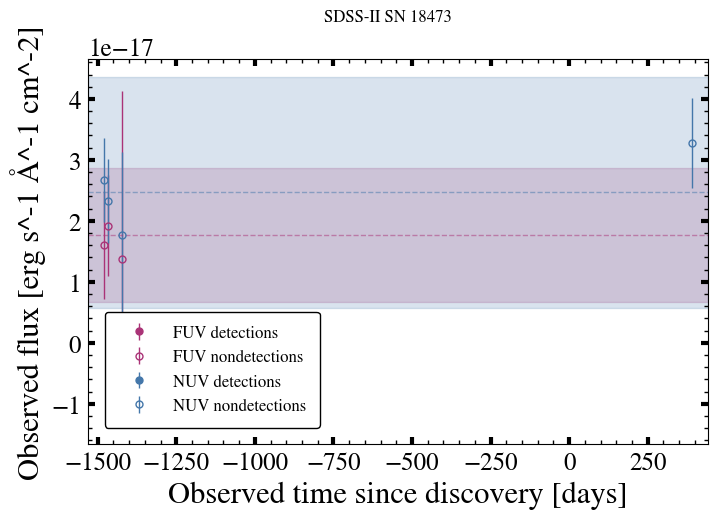 SDSS-II SN 18473
1e−17
Observed flux [erg s^-1 Å^-1 cm^-2]
4
3
2
1
0
−1
FUV detections
FUV nondetections
NUV detections
NUV nondetections
−1500 −1250 −1000 −750 −500 −250 0 250
Observed time since discovery [days]